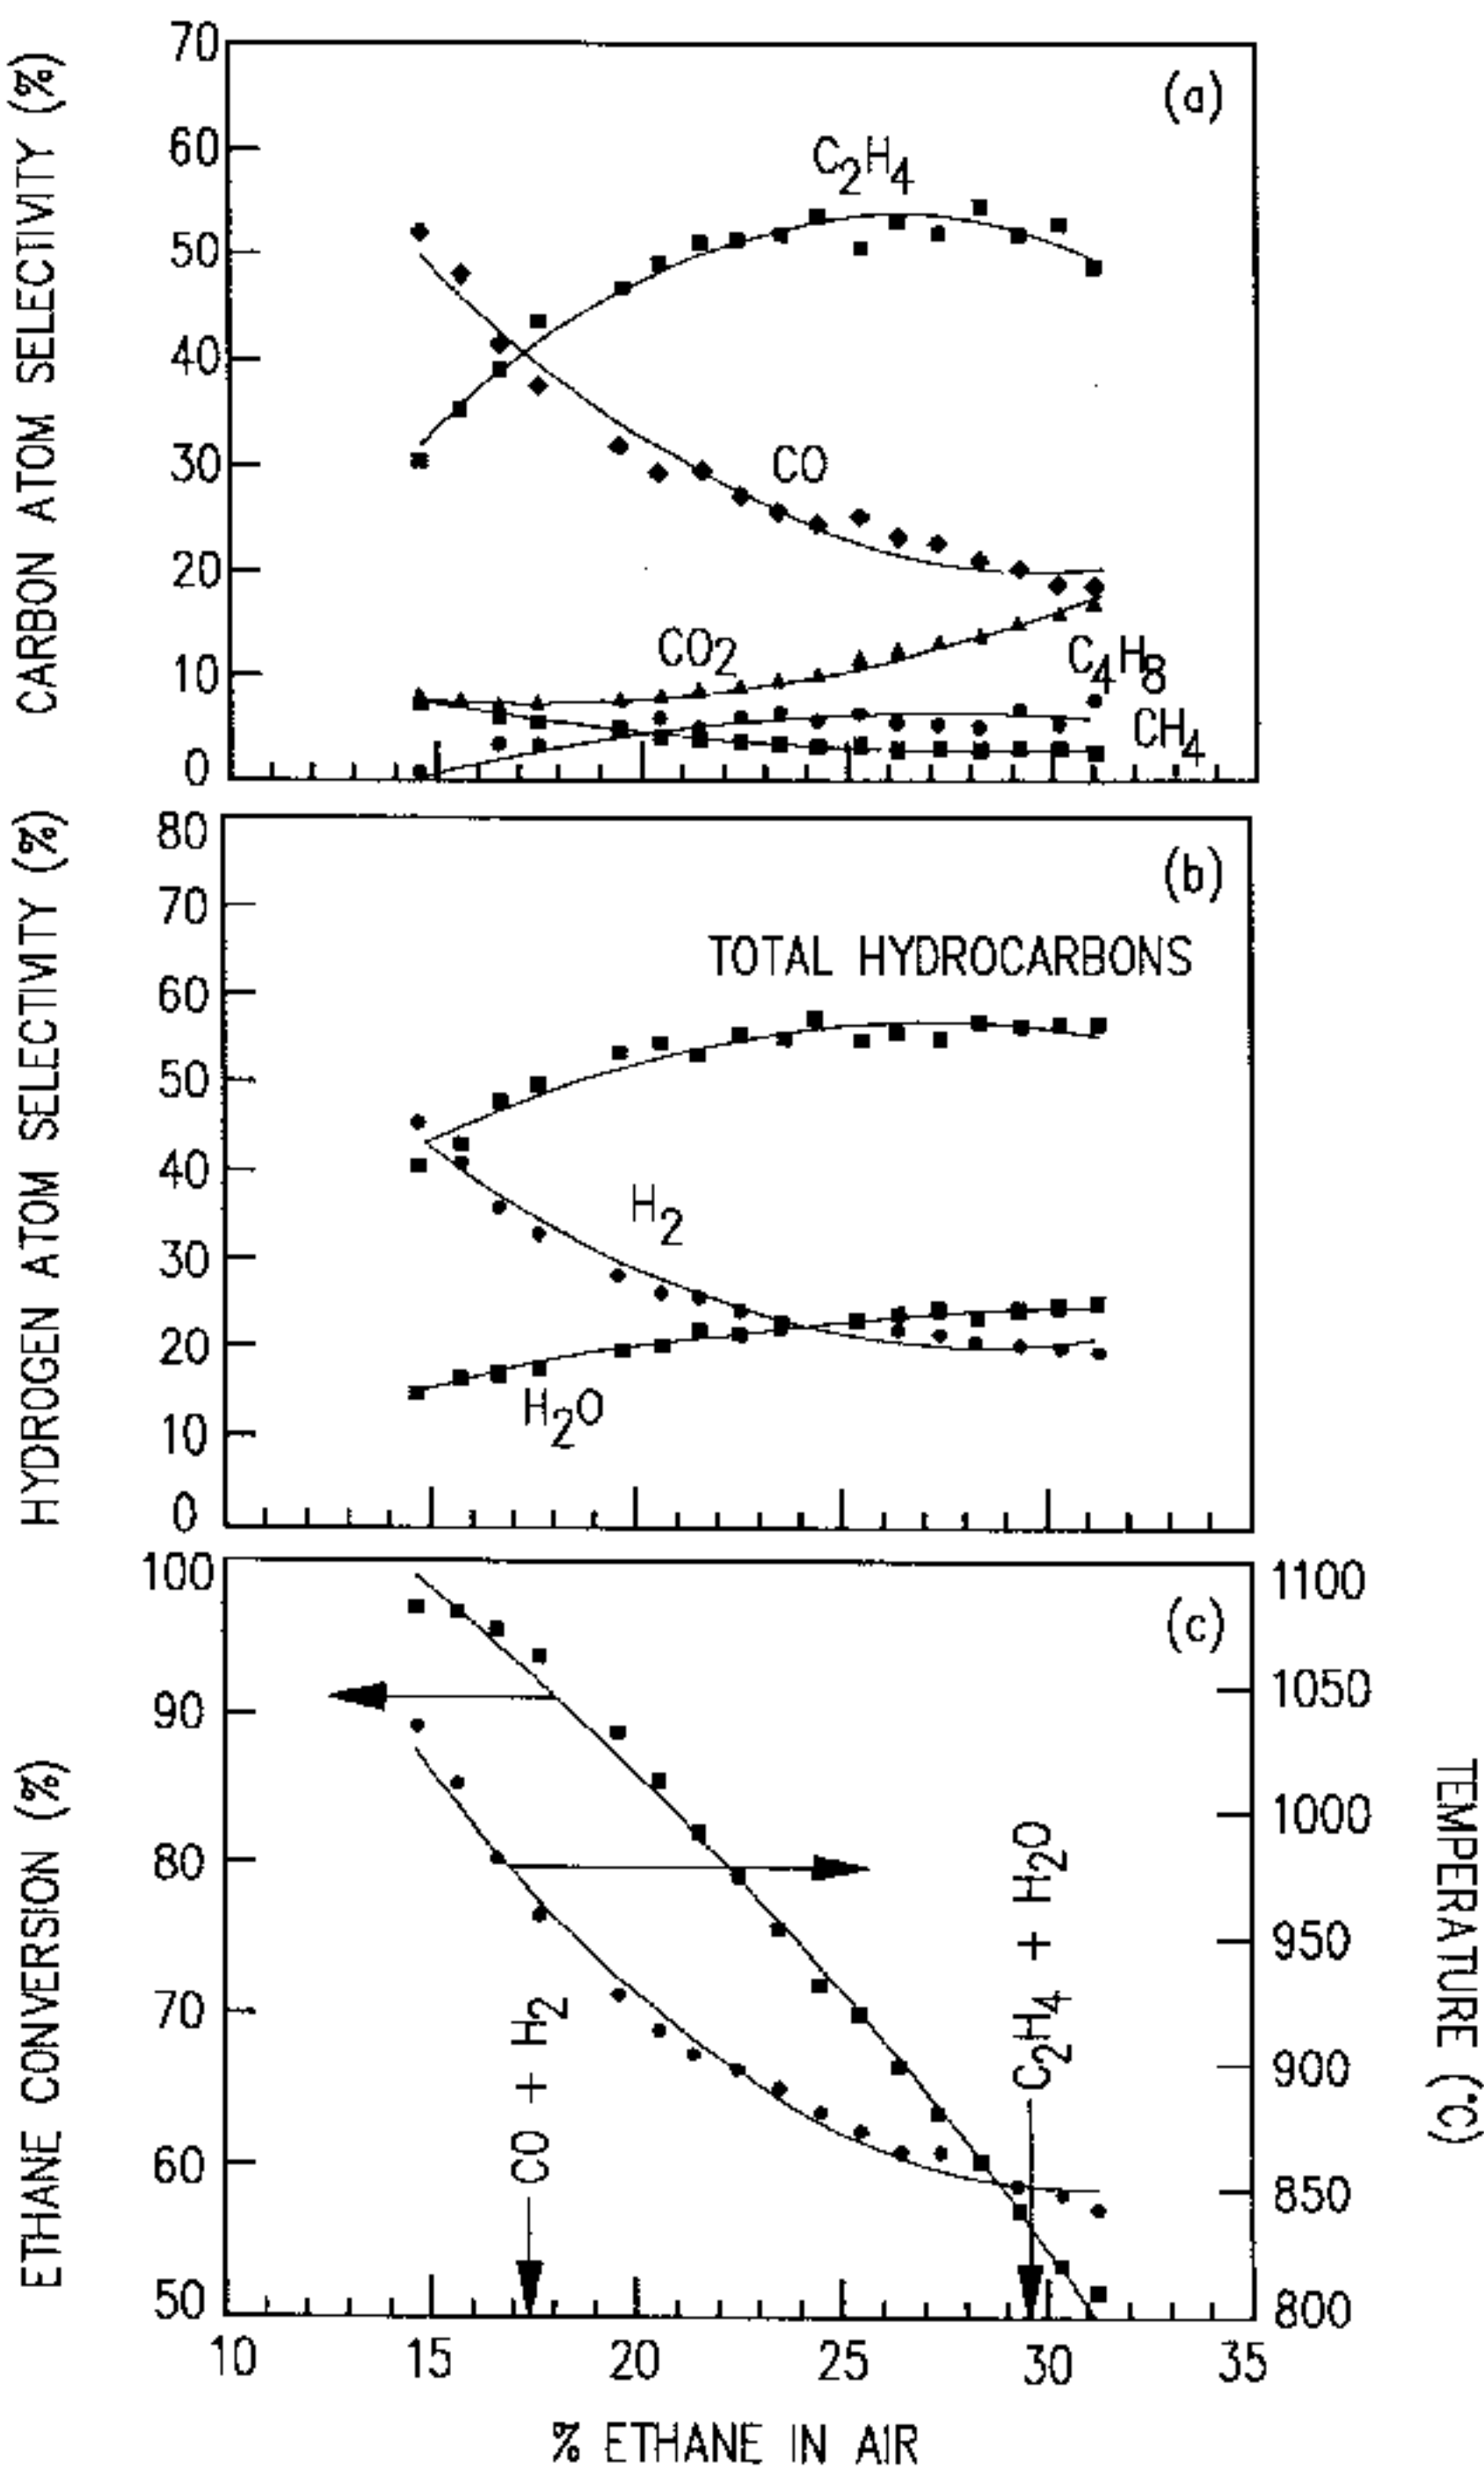 CARBON ATOM SELECTIVITY (%)
70
60
50
40
30
20
10
0
(a)
C2H4
CO
CO2
C4H8
CH4
HYDROGEN ATOM SELECTIVITY (%)
80
70
60
50
40
30
20
10
0
(b)
TOTAL HYDROCARBONS
H2
H2O
ETHANE CONVERSION (%)
100
90
80
70
60
50
(c)
CO + H2
C2H4 + H2O
1100
1050
1000
950
900
850
800
TEMPERATURE (°C)
10 15 20 25 30 35
% ETHANE IN AIR